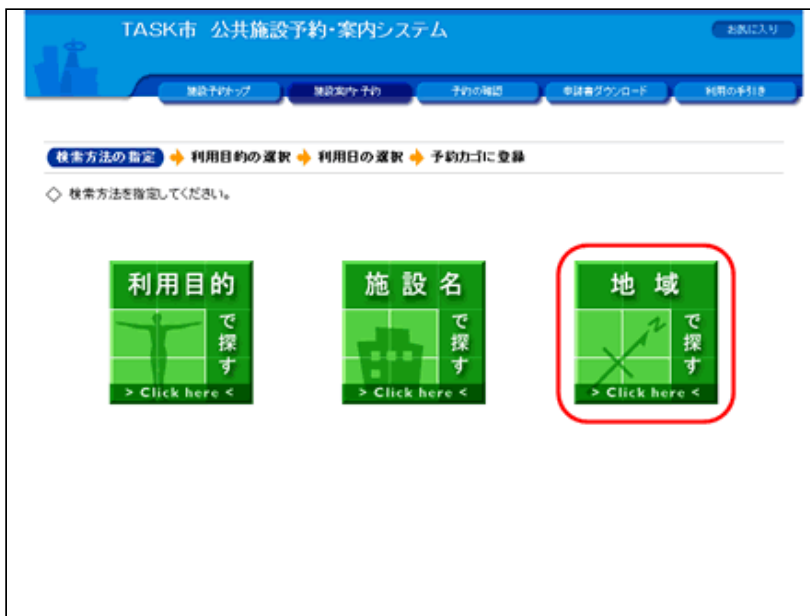 TASK市 公共施設予約・案内システム
お気に入り
施設予約トップ
施設案内・予約
予約の確認
申請書ダウンロード
利用の手引き
検索方法の指定 利用目的の選択 利用日の選択 予約カゴに登録
◇ 検索方法を指定してください。
利用目的
で探す
> Click here <
施設名
で探す
> Click here <
地域
で探す
> Click here <